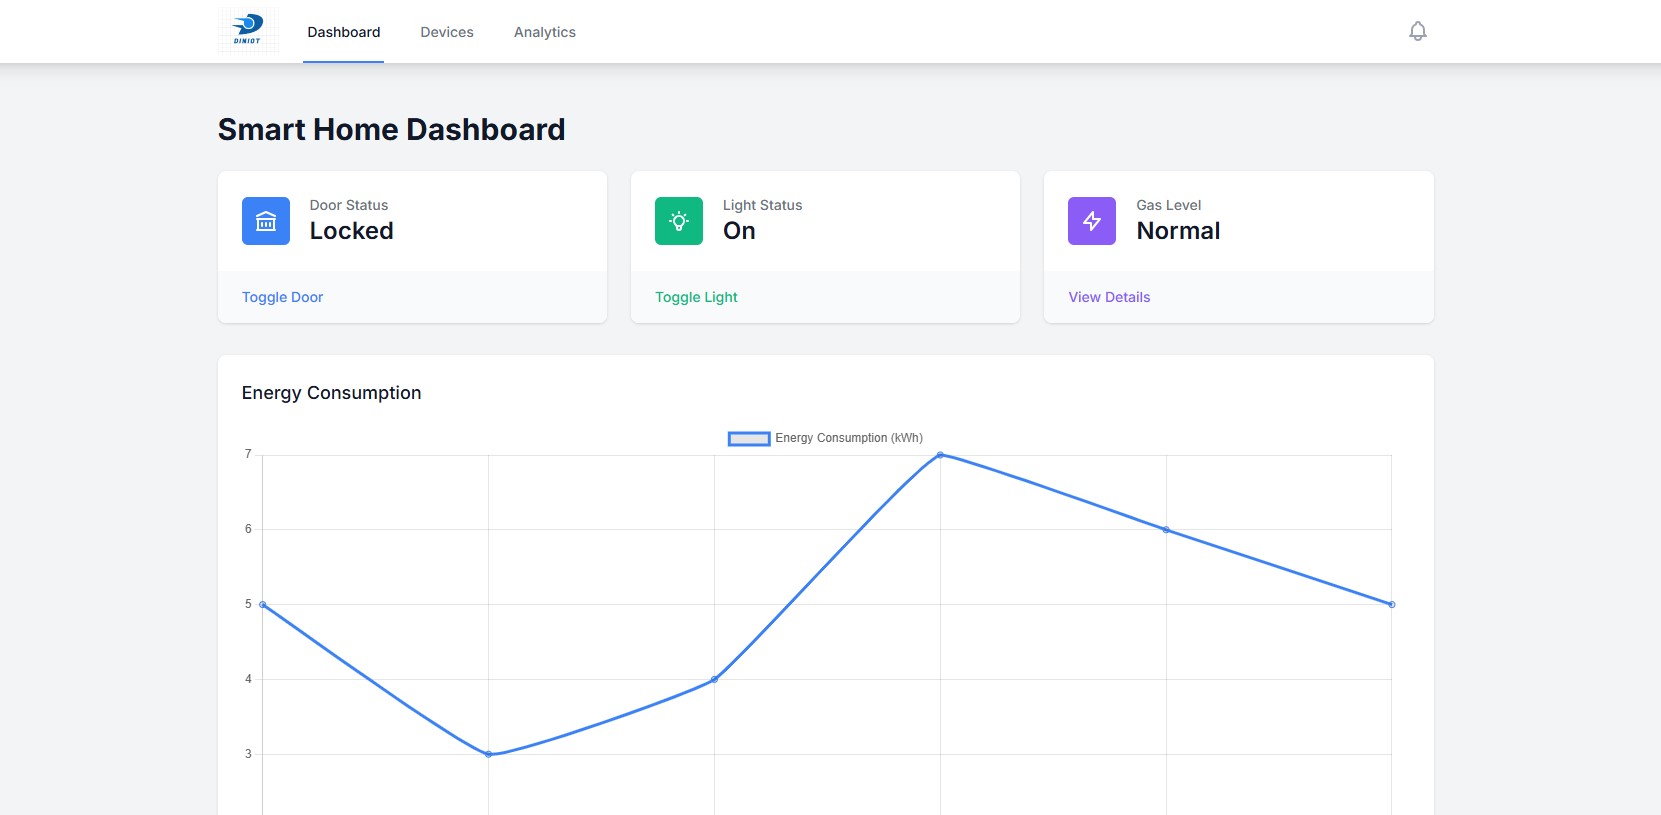 DINIOT
Dashboard
Devices
Analytics
Smart Home Dashboard
Door Status
Locked
Toggle Door
Light Status
On
Toggle Light
Gas Level
Normal
View Details
Energy Consumption
Energy Consumption (kWh)
7
6
5
4
3